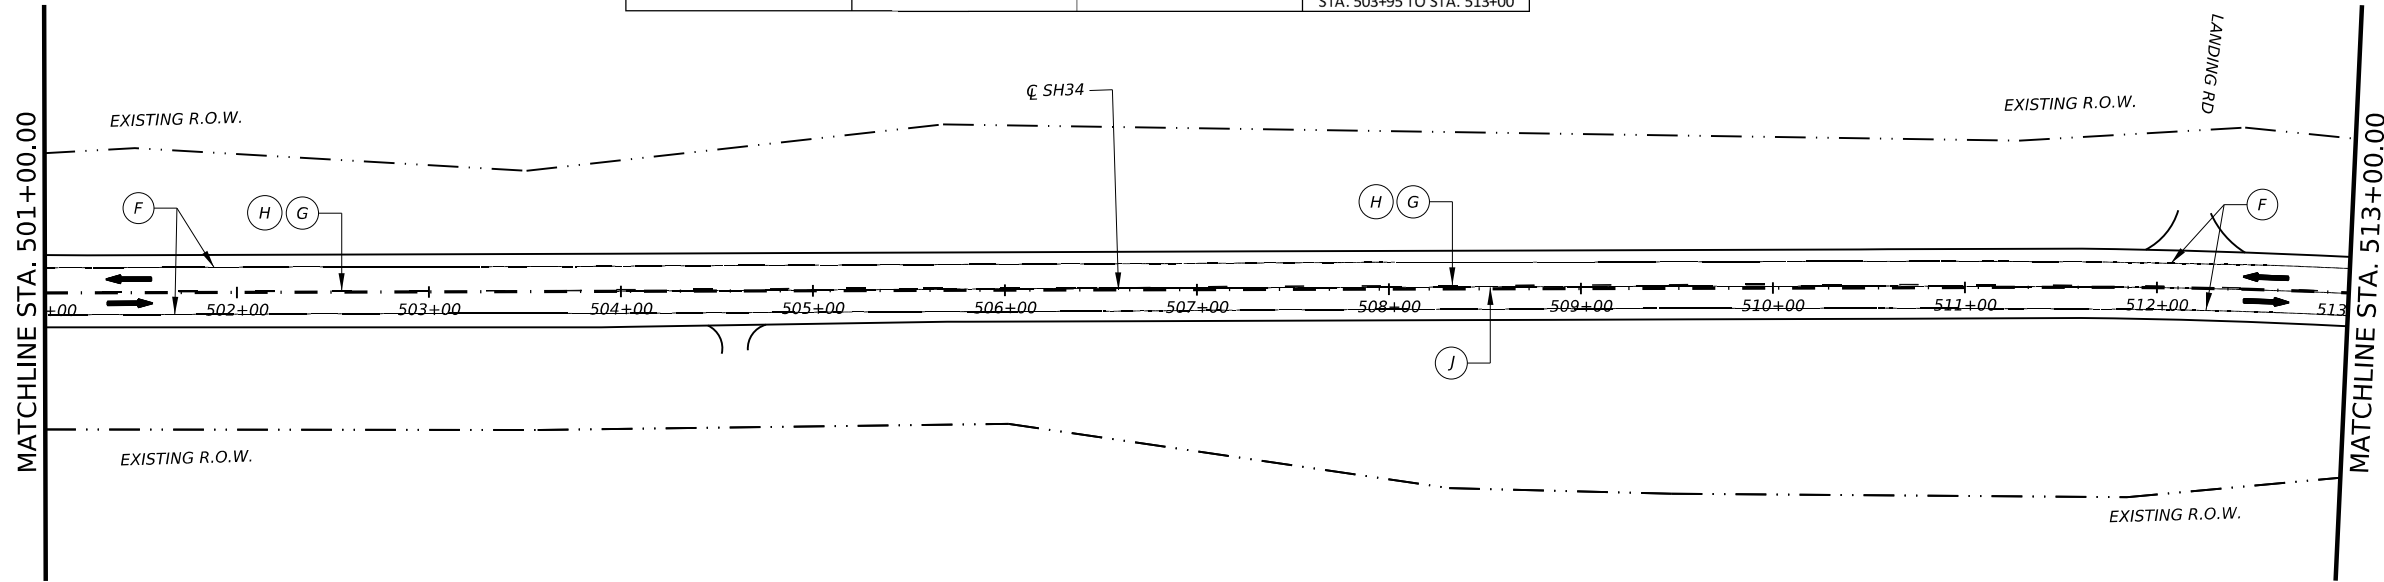 STA. 503+95 TO STA. 513+00
LANDING RD
℄ SH34
EXISTING R.O.W.
EXISTING R.O.W.
MATCHLINE STA. 501+00.00
MATCHLINE STA. 513+00.00
F
H G
H G
F
+00 502+00 503+00 504+00 505+00 506+00 507+00 508+00 509+00 510+00 511+00 512+00 513
J
EXISTING R.O.W.
EXISTING R.O.W.